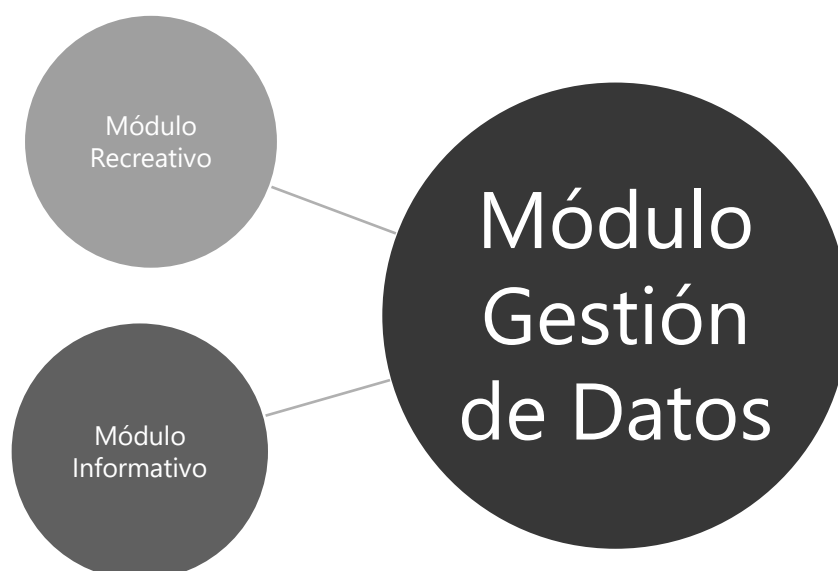 Módulo
Recreativo
Módulo
Gestión
de Datos
Módulo
Informativo